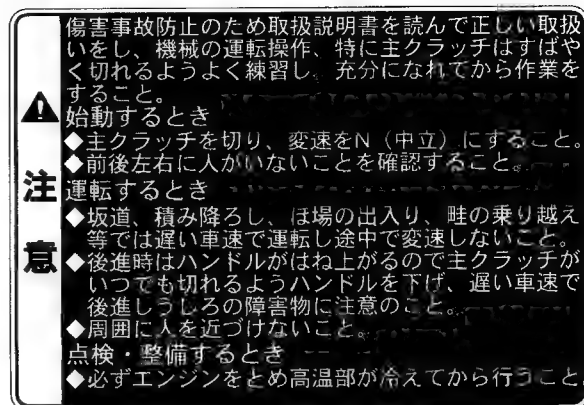 注意
傷害事故防止のため取扱説明書を読んで正しい取扱
いをし、機械の運転操作、特に主クラッチはすばや
く切れるようよく練習し、充分になれてから作業を
すること。
始動するとき
◆主クラッチを切り、変速をN（中立）にすること。
◆前後左右に人がいないことを確認すること。
運転するとき
◆坂道、積み降ろし、ほ場の出入り、畦の乗り越え
等では遅い車速で運転し途中で変速しないこと。
◆後進時はハンドルがはね上がるので主クラッチが
いつでも切れるようハンドルを下げ、遅い車速で
後進しうしろの障害物に注意のこと。
◆周囲に人を近づけないこと。
点検・整備するとき
◆必ずエンジンをとめ高温部が冷えてから行うこと